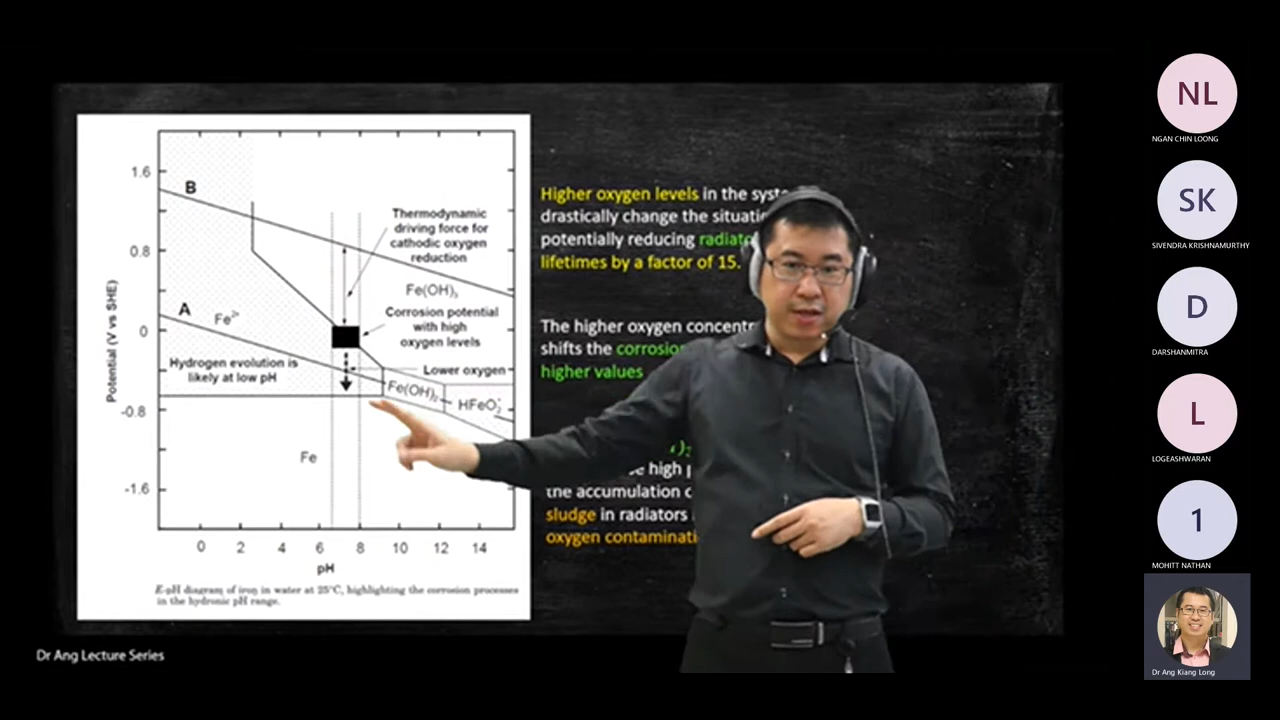 1.6
0.8
0
-0.8
-1.6
Potential (V vs SHE)
B
A
Fe²⁺
Thermodynamic
driving force for
cathodic oxygen
reduction
Fe(OH)₃
Corrosion potential
with high
oxygen levels
Hydrogen evolution is
likely at low pH
Lower oxygen
Fe(OH)₂
HFeO₂⁻
Fe
0 2 4 6 8 10 12 14
pH
E-pH diagram of iron in water at 25°C, highlighting the corrosion processes
in the hydronic pH range.
Higher oxygen levels in the
drastically change the
potentially reducing
lifetimes by a factor of 15.
The higher oxygen
shifts the
higher values
high
the accumulation
sludge in radiators
oxygen
Dr Ang Lecture Series
NL
NGAN CHIN LOONG
SK
SIVENDRA KRISHNAMURTHY
D
DARSHANMITRA
L
LOGEASHWARAN
1
MOHITT NATHAN
Dr Ang Kiang Long